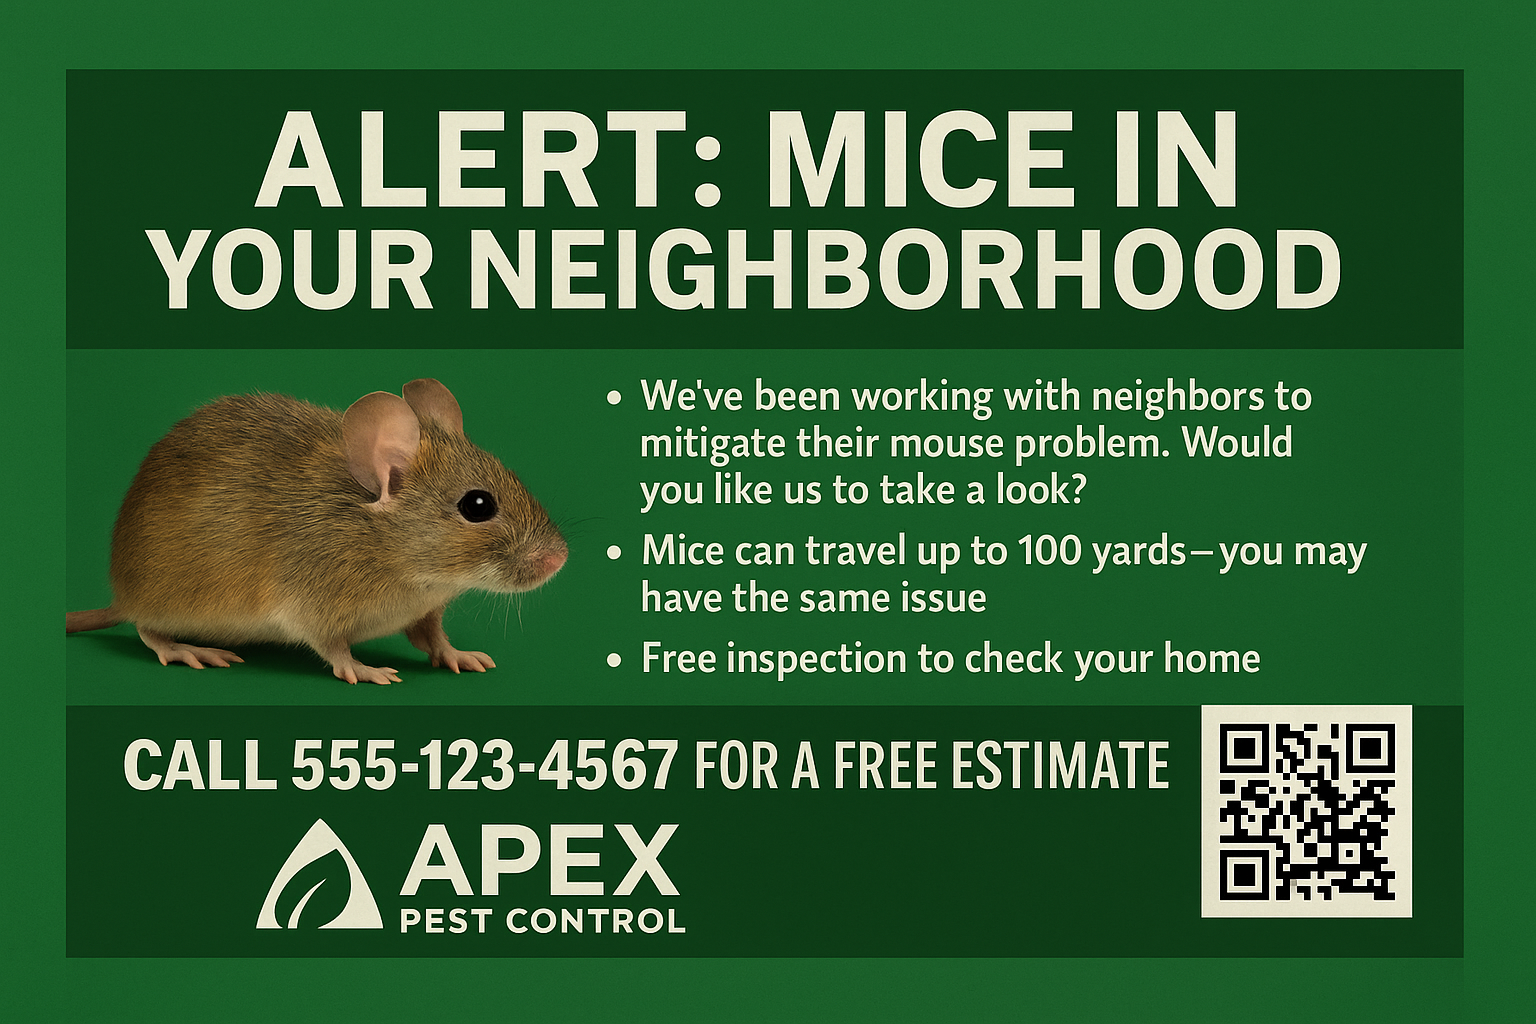 ALERT: MICE IN
YOUR NEIGHBORHOOD
• We've been working with neighbors to
mitigate their mouse problem. Would
you like us to take a look?
• Mice can travel up to 100 yards–you may
have the same issue
• Free inspection to check your home
CALL 555-123-4567 FOR A FREE ESTIMATE
APEX
PEST CONTROL